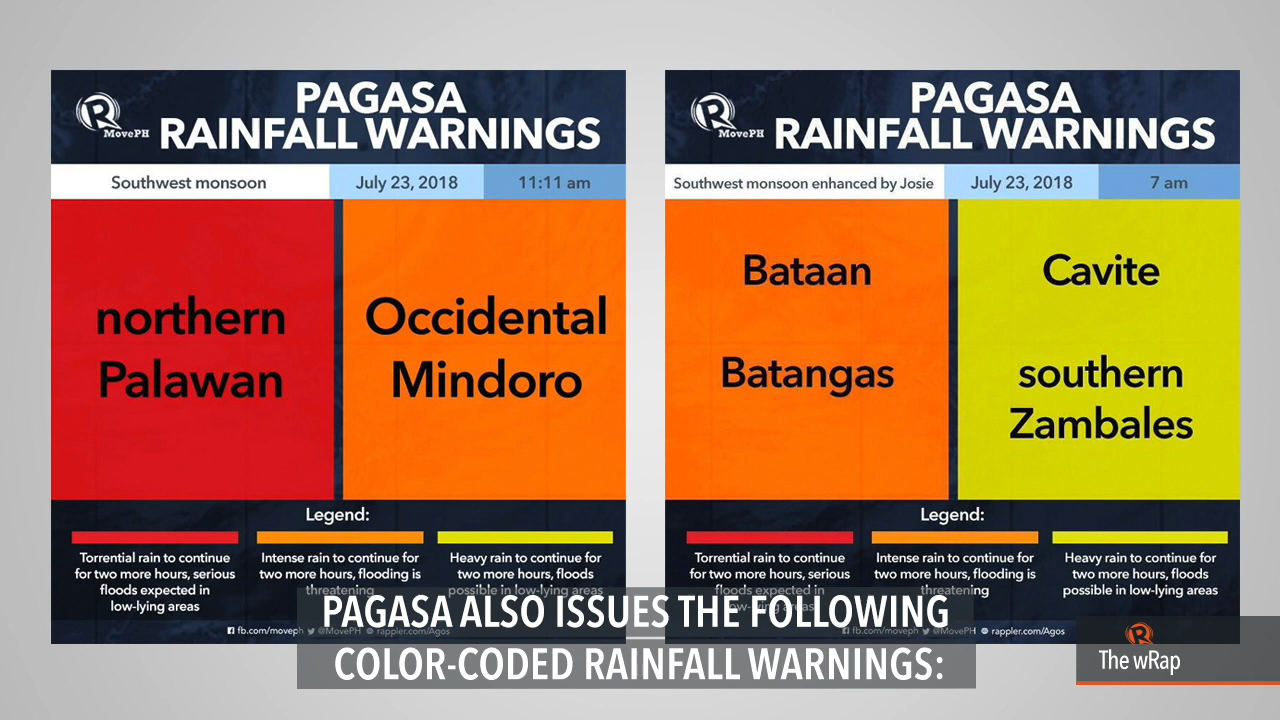 R
MovePH
PAGASA
RAINFALL WARNINGS
Southwest monsoon
July 23, 2018
11:11 am
northern
Palawan
Occidental
Mindoro
Legend:
Torrential rain to continue
for two more hours, serious
floods expected in
low-lying areas
Intense rain to continue for
two more hours, flooding is
threatening
Heavy rain to continue for
two more hours, floods
possible in low-lying areas
fb.com/moveph @MovePH rappler.com/Agos
R
MovePH
PAGASA
RAINFALL WARNINGS
Southwest monsoon enhanced by Josie
July 23, 2018
7 am
Bataan
Batangas
Cavite
southern
Zambales
Legend:
Torrential rain to continue
for two more hours, serious
floods expected in
low-lying areas
Intense rain to continue for
two more hours, flooding is
threatening
Heavy rain to continue for
two more hours, floods
possible in low-lying areas
fb.com/moveph @MovePH rappler.com/Agos
PAGASA ALSO ISSUES THE FOLLOWING
COLOR-CODED RAINFALL WARNINGS:
R
The wRap